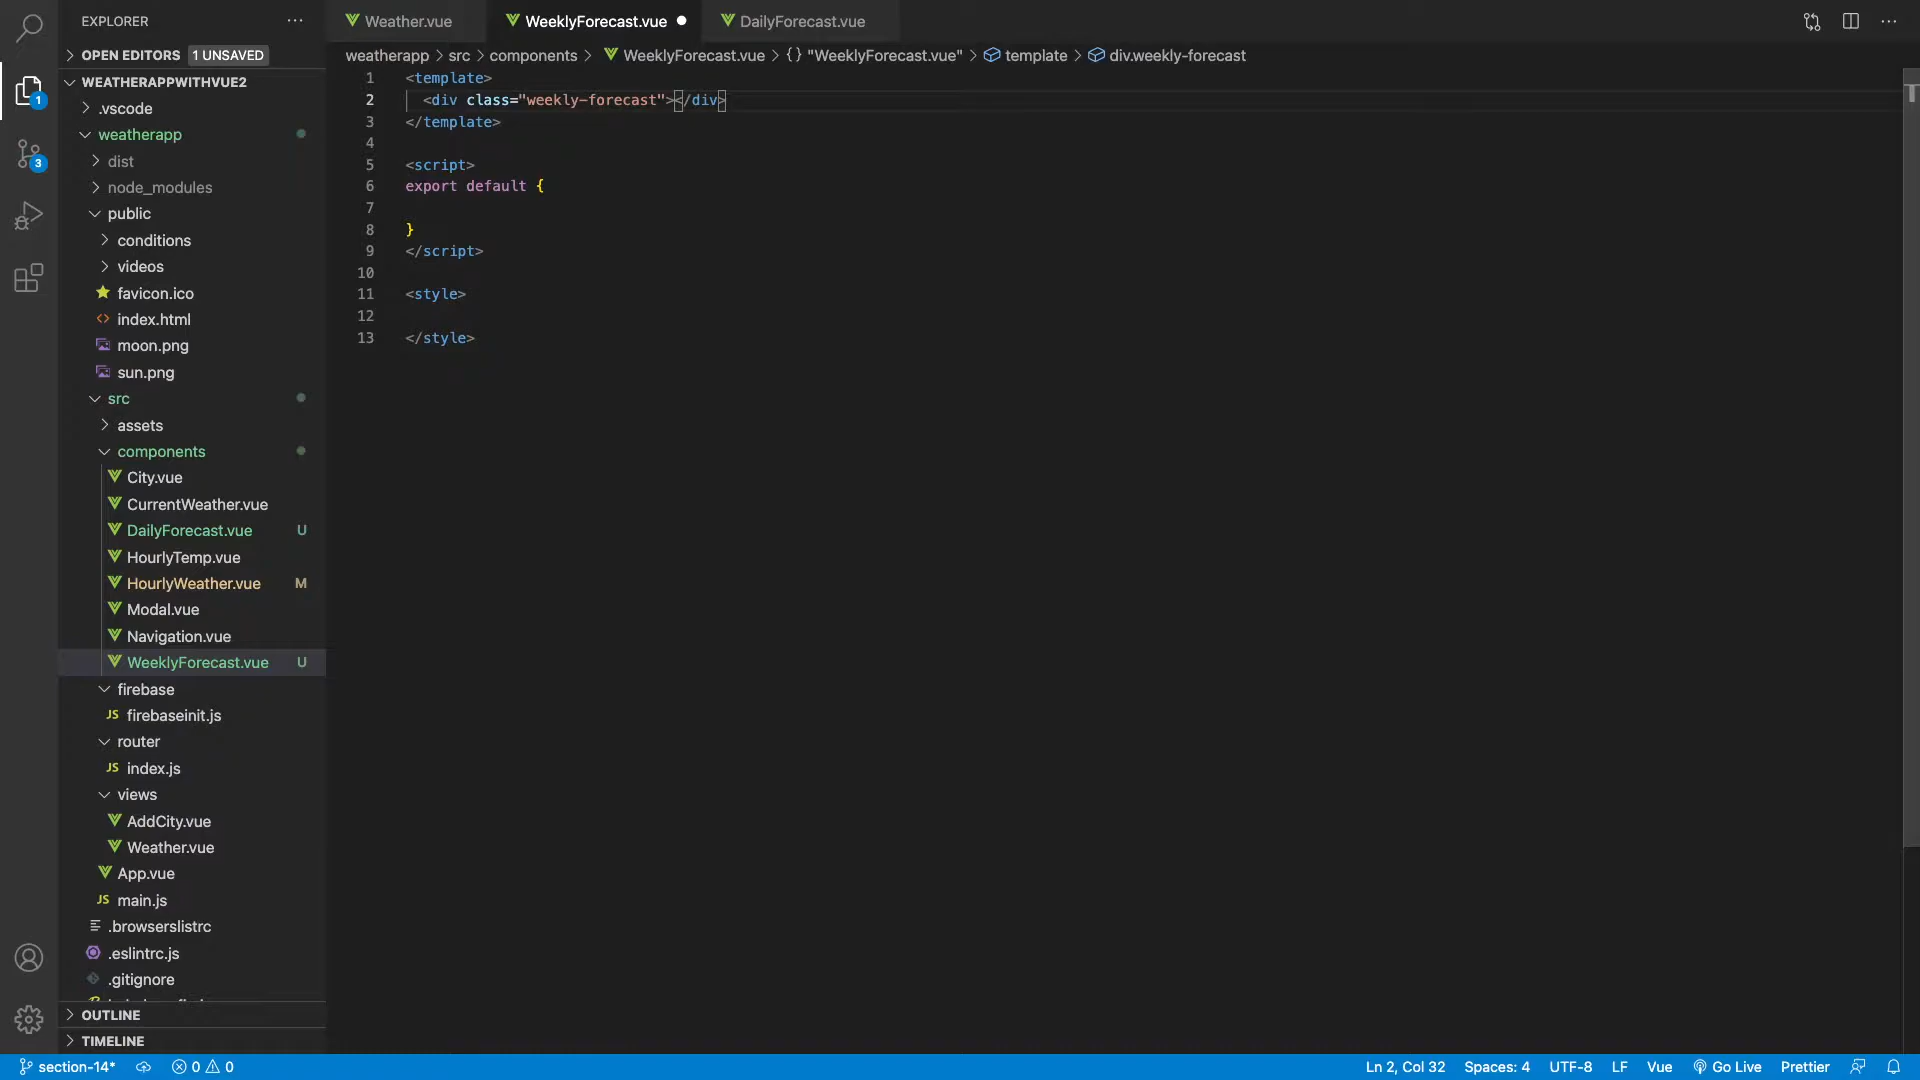 EXPLORER
OPEN EDITORS 1 UNSAVED
WEATHERAPPWITHVUE2
.vscode
weatherapp
dist
node_modules
public
conditions
videos
favicon.ico
index.html
moon.png
sun.png
src
assets
components
City.vue
CurrentWeather.vue
DailyForecast.vue U
HourlyTemp.vue
HourlyWeather.vue M
Modal.vue
Navigation.vue
WeeklyForecast.vue U
firebase
JS firebaseinit.js
router
JS index.js
views
AddCity.vue
Weather.vue
App.vue
JS main.js
.browserslistrc
.eslintrc.js
.gitignore
OUTLINE
TIMELINE
1
3
Weather.vue
WeeklyForecast.vue
DailyForecast.vue
weatherapp > src > components > WeeklyForecast.vue > {} "WeeklyForecast.vue" > template > div.weekly-forecast
1 <template>
2 <div class="weekly-forecast"></div>
3 </template>
4
5 <script>
6 export default {
7
8 }
9 </script>
10
11 <style>
12
13 </style>
section-14* 0 0 Ln 2, Col 32 Spaces: 4 UTF-8 LF Vue Go Live Prettier